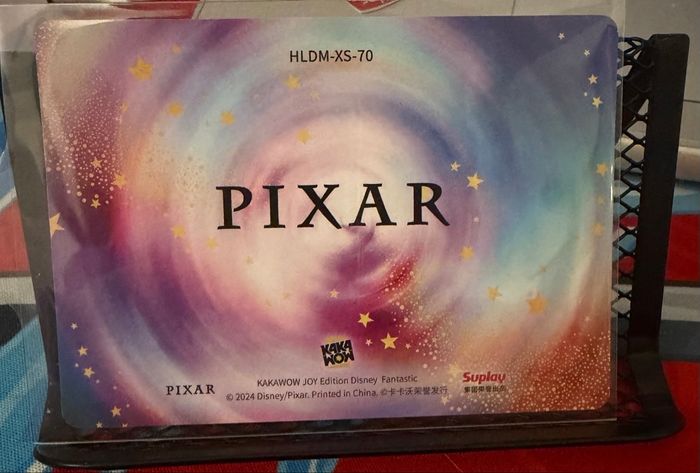 HLDM-XS-70
PIXAR
KAKA
WOW
PIXAR
KAKAWOW JOY Edition Disney Fantastic
© 2024 Disney/Pixar. Printed in China. ©卡卡沃荣誉发行
Suplay